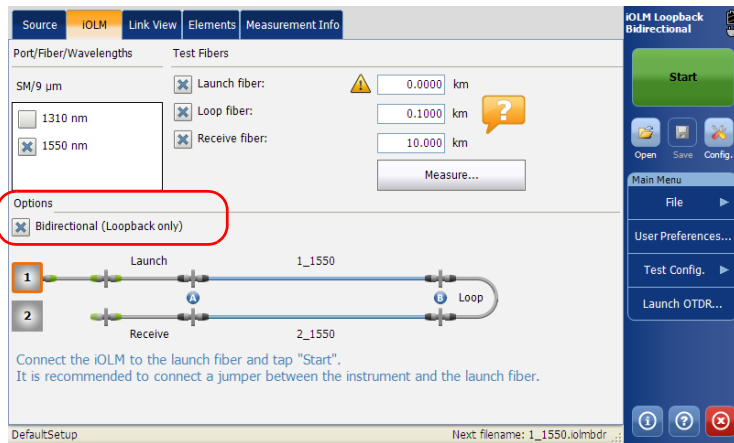 Source iOLM Link View Elements Measurement Info
Port/Fiber/Wavelengths
SM/9 µm
1310 nm
1550 nm
Test Fibers
Launch fiber: 0.0000 km
Loop fiber: 0.1000 km
Receive fiber: 10.000 km
?
Measure...
Options
Bidirectional (Loopback only)
1 Launch 1_1550
A B Loop
2 Receive 2_1550
Connect the iOLM to the launch fiber and tap "Start".
It is recommended to connect a jumper between the instrument and the launch fiber.
DefaultSetup Next filename: 1_1550.iolmbdr
iOLM Loopback
Bidirectional
Start
Open Save Config.
Main Menu
File
User Preferences...
Test Config.
Launch OTDR...
i ? x